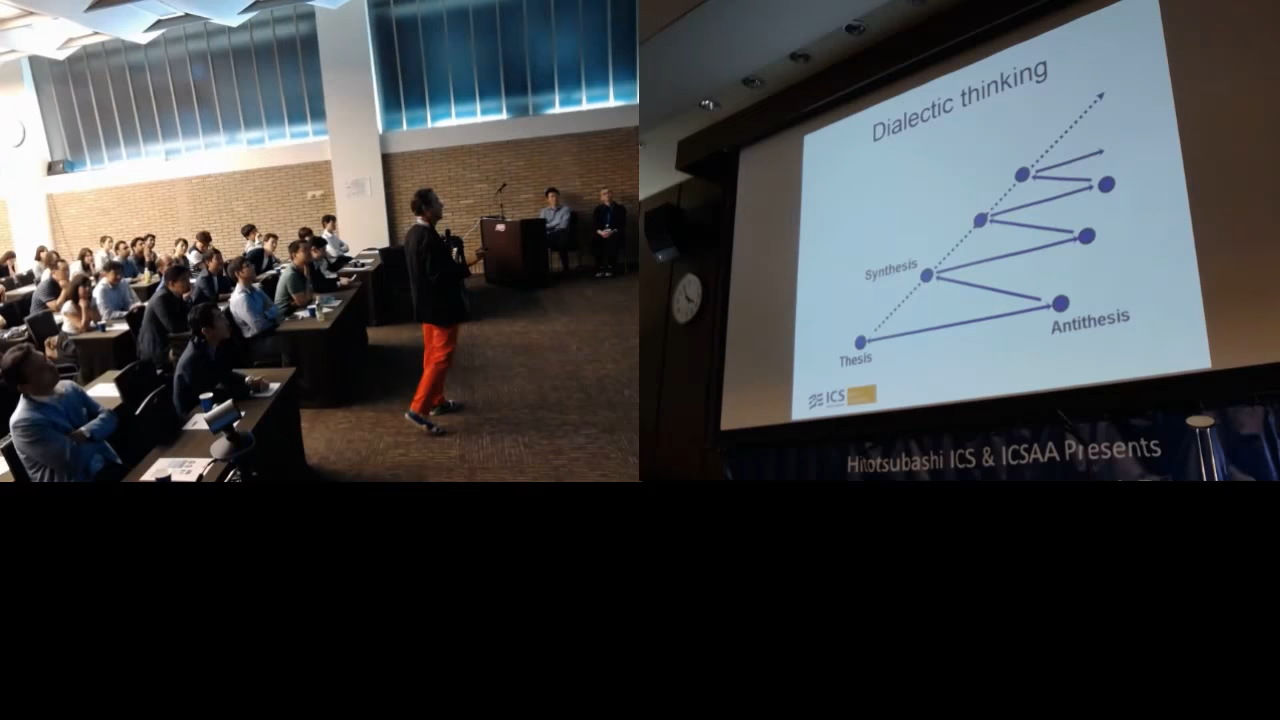 Dialectic thinking
Synthesis
Antithesis
Thesis
ICS
Hitotsubashi ICS & ICSAA Presents